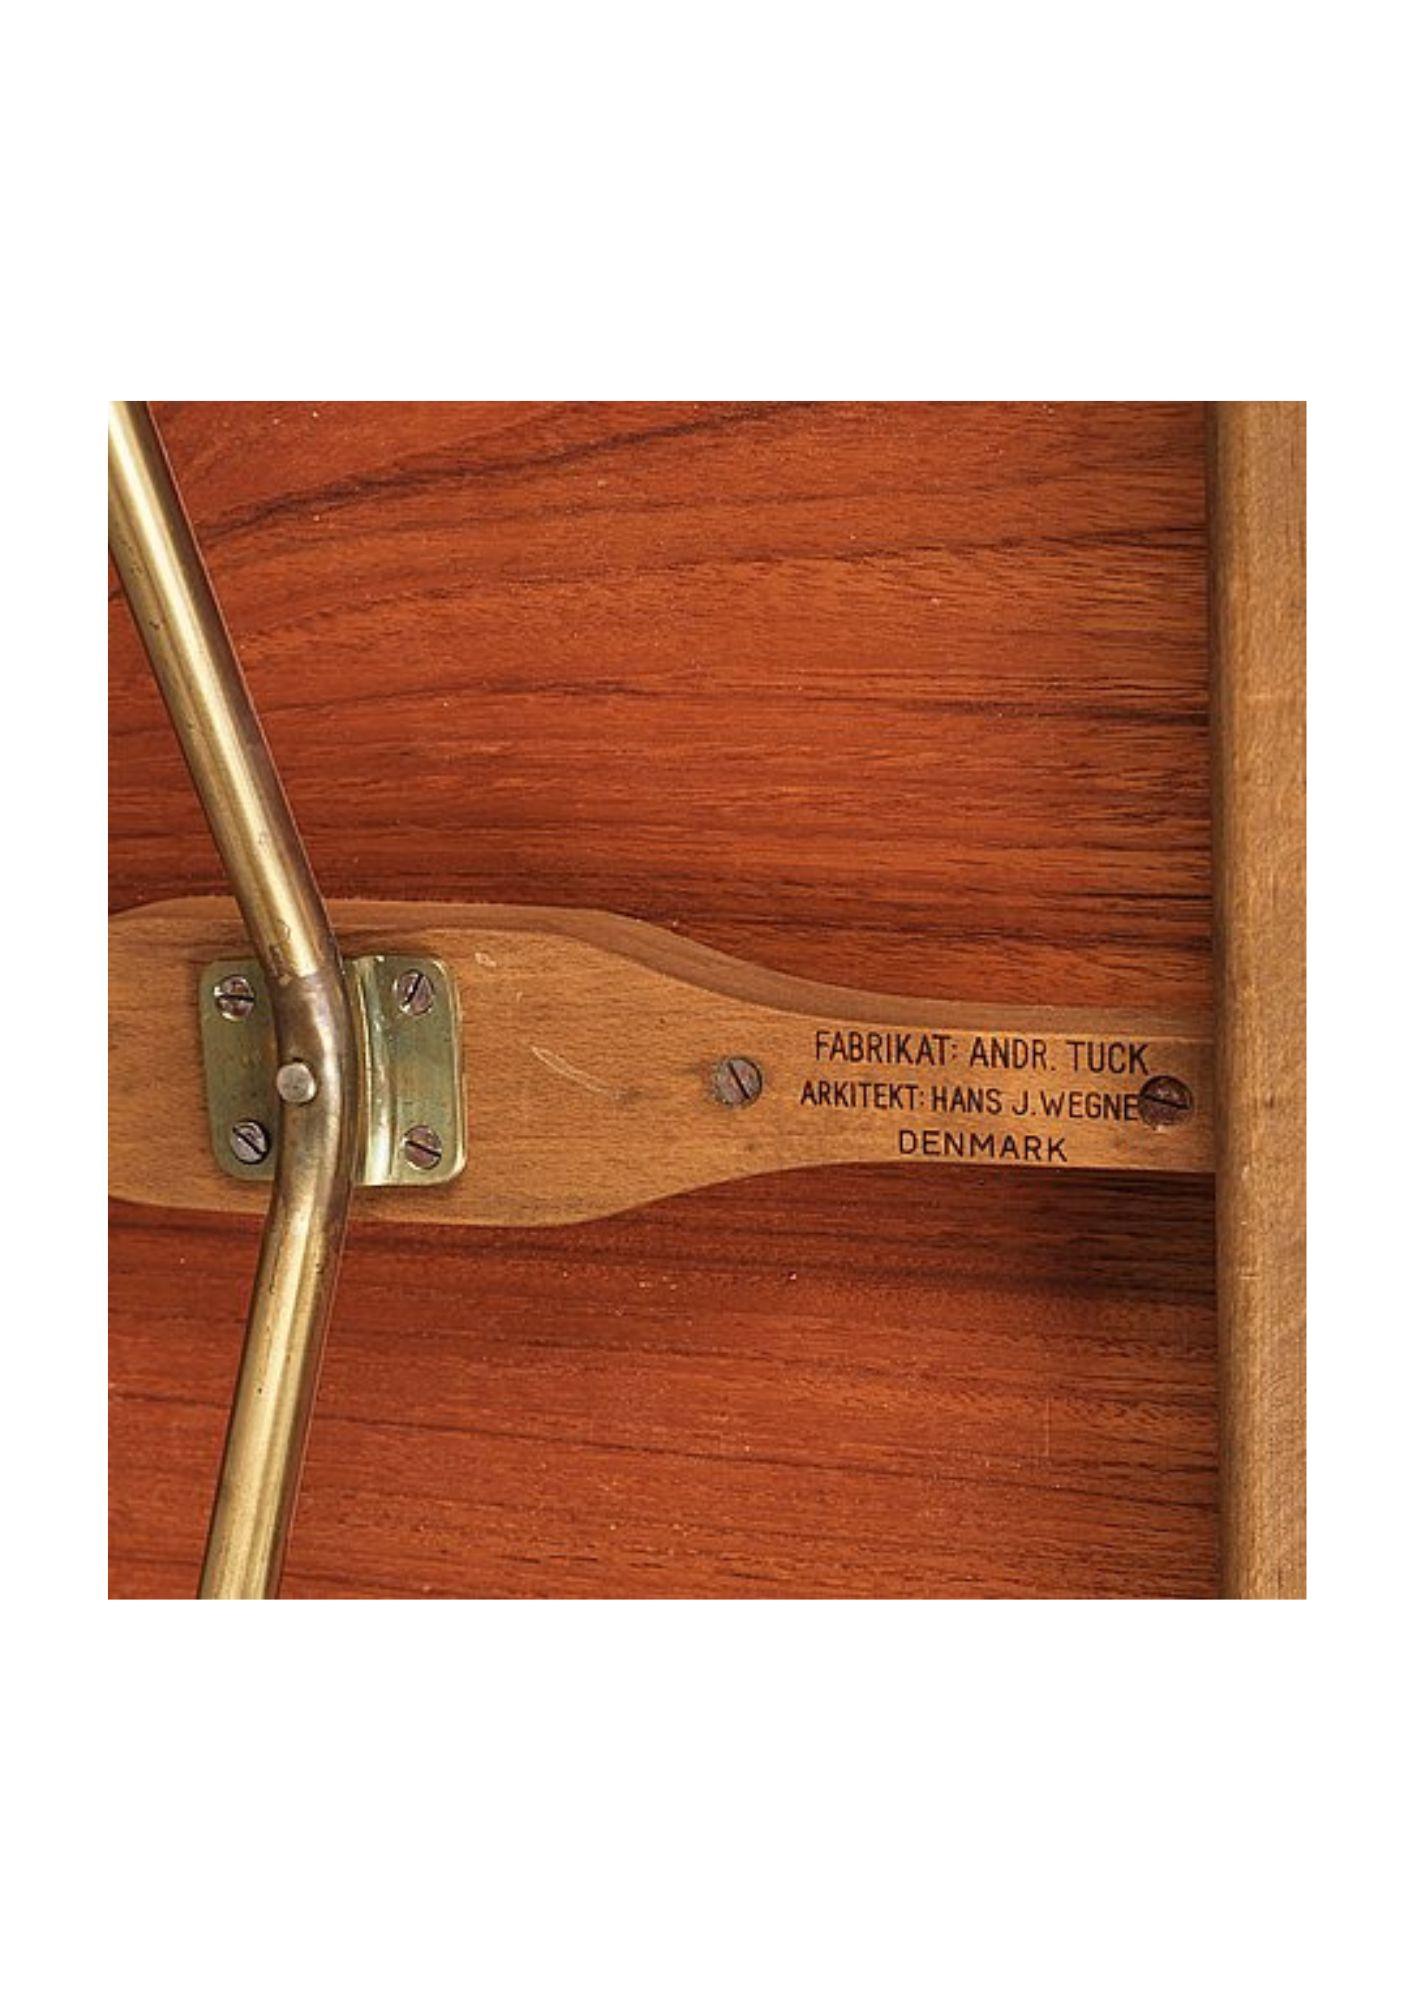 FABRIKAT: ANDR. TUCK
ARKITEKT: HANS J. WEGNE
DENMARK